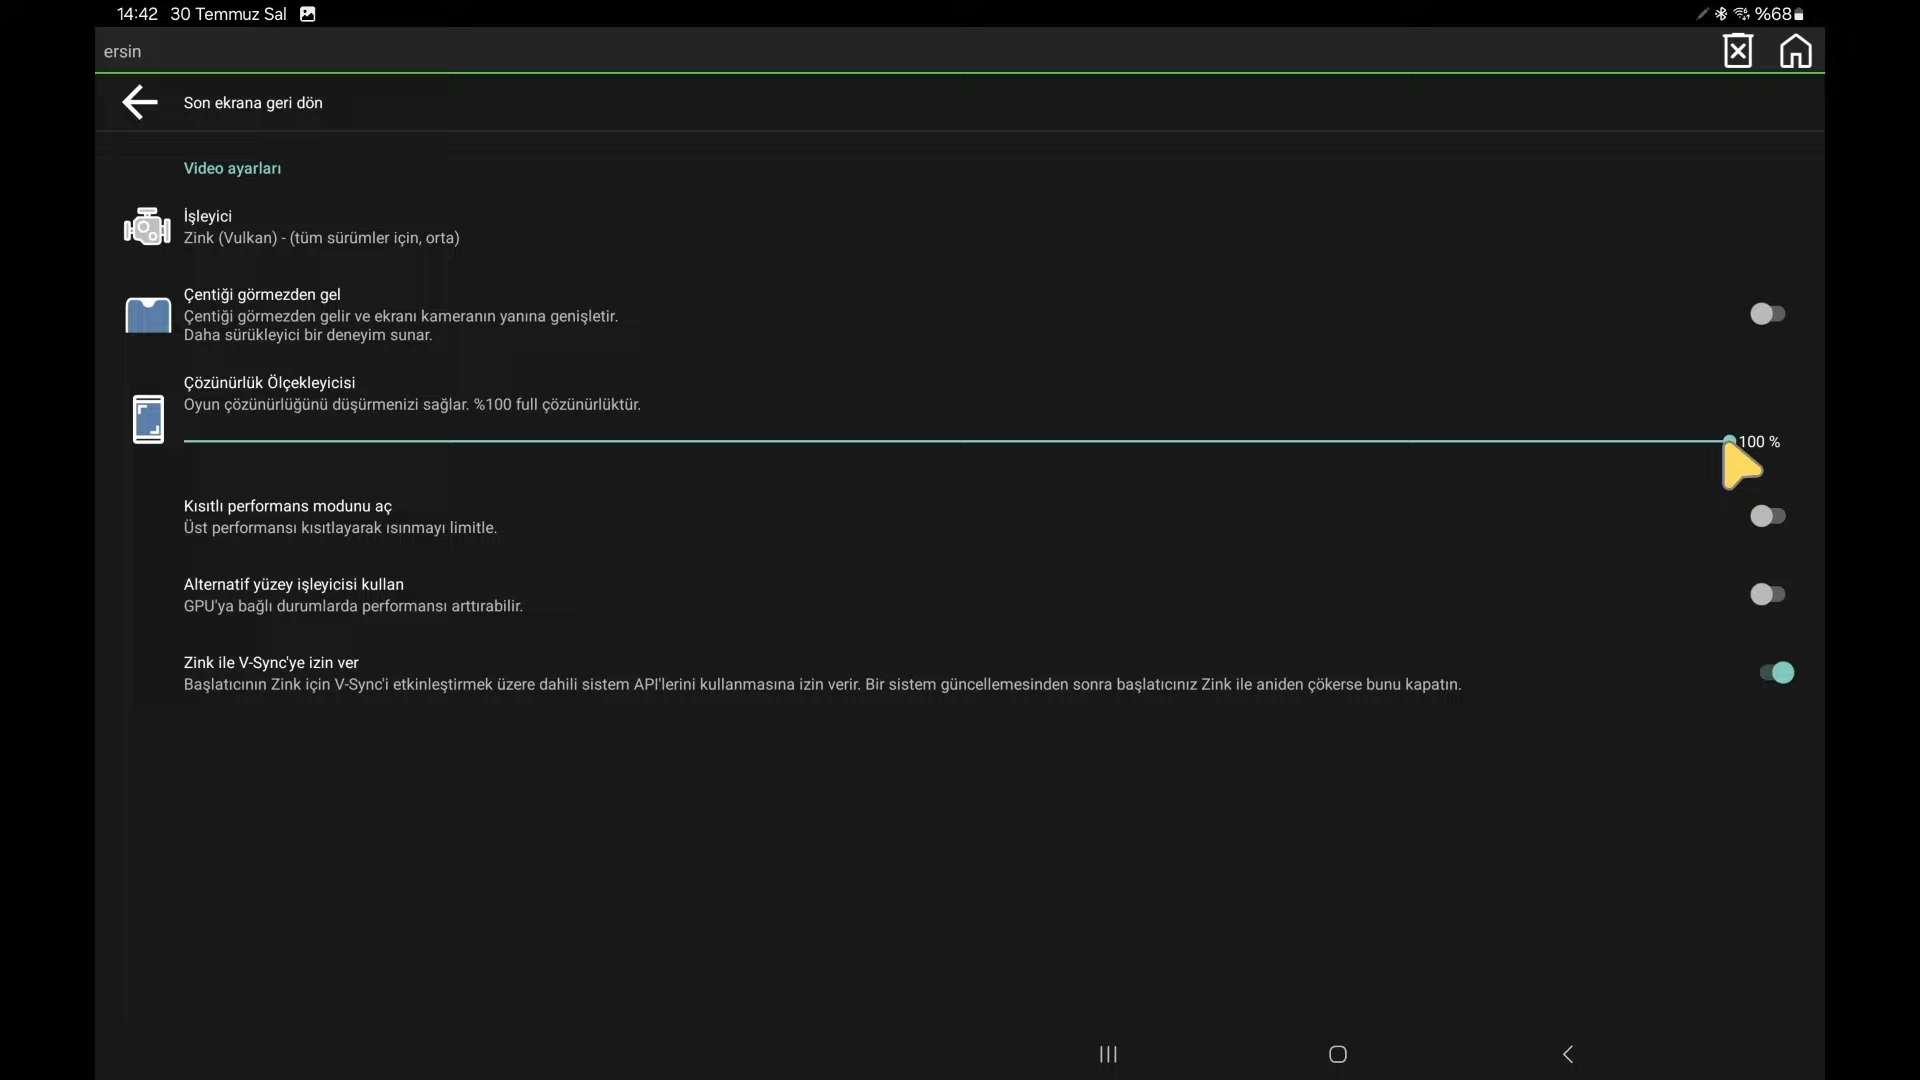 14:42 30 Temmuz Sal %68
ersin
Son ekrana geri dön
Video ayarları
İşleyici
Zink (Vulkan) - (tüm sürümler için, orta)
Çentiği görmezden gel
Çentiği görmezden gelir ve ekranı kameranın yanına genişletir.
Daha sürükleyici bir deneyim sunar.
Çözünürlük Ölçekleyicisi
Oyun çözünürlüğünü düşürmenizi sağlar. %100 full çözünürlüktür.
100 %
Kısıtlı performans modunu aç
Üst performansı kısıtlayarak ısınmayı limitle.
Alternatif yüzey işleyicisi kullan
GPU'ya bağlı durumlarda performansı arttırabilir.
Zink ile V-Sync'ye izin ver
Başlatıcının Zink için V-Sync'i etkinleştirmek üzere dahili sistem API'lerini kullanmasına izin verir. Bir sistem güncellemesinden sonra başlatıcınız Zink ile aniden çökerse bunu kapatın.